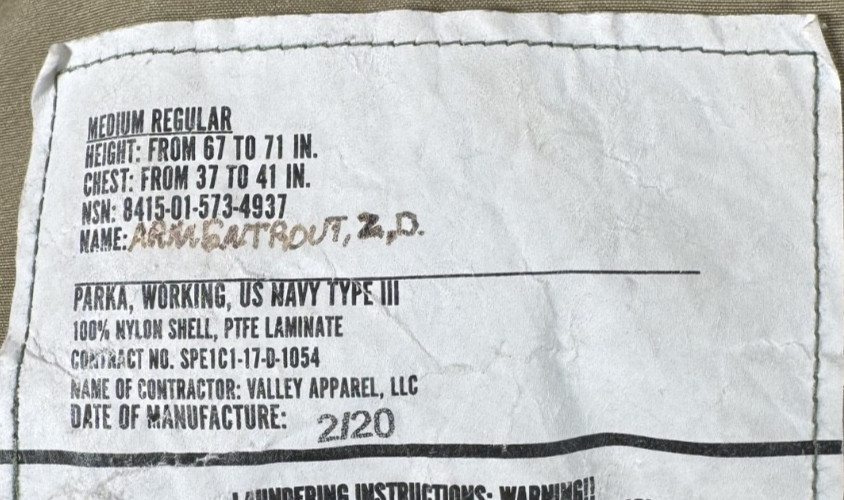 MEDIUM REGULAR
HEIGHT: FROM 67 TO 71 IN.
CHEST: FROM 37 TO 41 IN.
NSN: 8415-01-573-4937
NAME: ARMENTROUT, Z, D.
PARKA, WORKING, US NAVY TYPE III
100% NYLON SHELL, PTFE LAMINATE
CONTRACT NO. SPE1C1-17-D-1054
NAME OF CONTRACTOR: VALLEY APPAREL, LLC
DATE OF MANUFACTURE: 2/20
LAUNDERING INSTRUCTIONS: WARNING!!